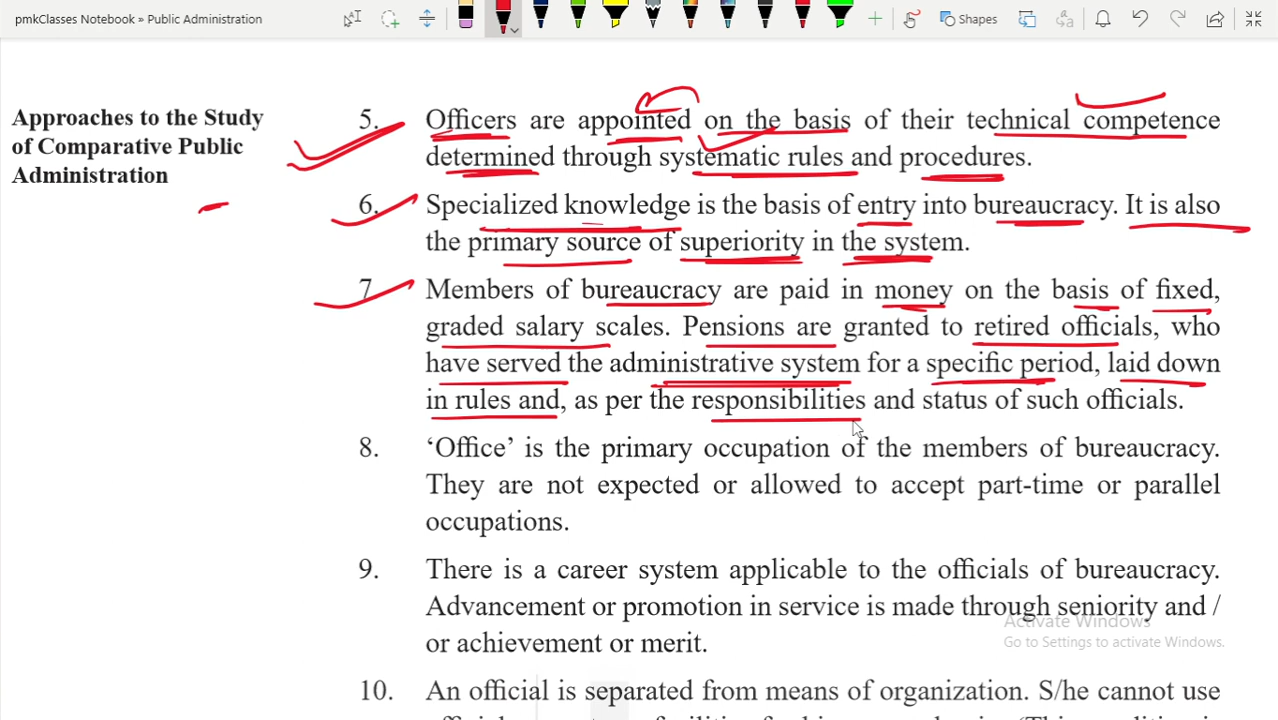 pmkClasses Notebook » Public Administration
Shapes
Approaches to the Study
of Comparative Public
Administration
5. Officers are appointed on the basis of their technical competence
determined through systematic rules and procedures.
6. Specialized knowledge is the basis of entry into bureaucracy. It is also
the primary source of superiority in the system.
7 Members of bureaucracy are paid in money on the basis of fixed,
graded salary scales. Pensions are granted to retired officials, who
have served the administrative system for a specific period, laid down
in rules and, as per the responsibilities and status of such officials.
8. ‘Office’ is the primary occupation of the members of bureaucracy.
They are not expected or allowed to accept part-time or parallel
occupations.
9. There is a career system applicable to the officials of bureaucracy.
Advancement or promotion in service is made through seniority and /
or achievement or merit.
Activate Windows
Go to Settings to activate Windows.
10. An official is separated from means of organization. S/he cannot use